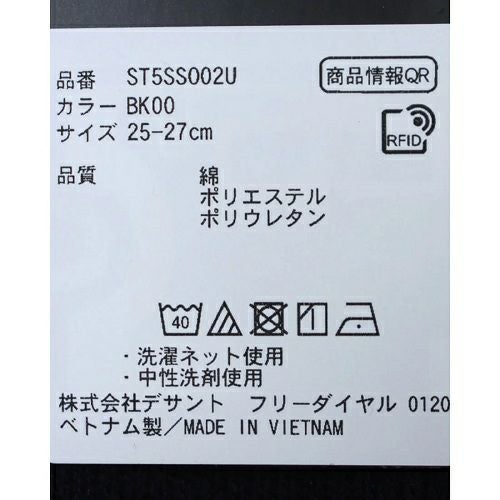 品番 ST5SS002U 商品情報QR
カラー BK00
サイズ 25-27cm RFID
品質 綿
ポリエステル
ポリウレタン
40
・洗濯ネット使用
・中性洗剤使用
株式会社デサント フリーダイヤル 0120
ベトナム製/MADE IN VIETNAM